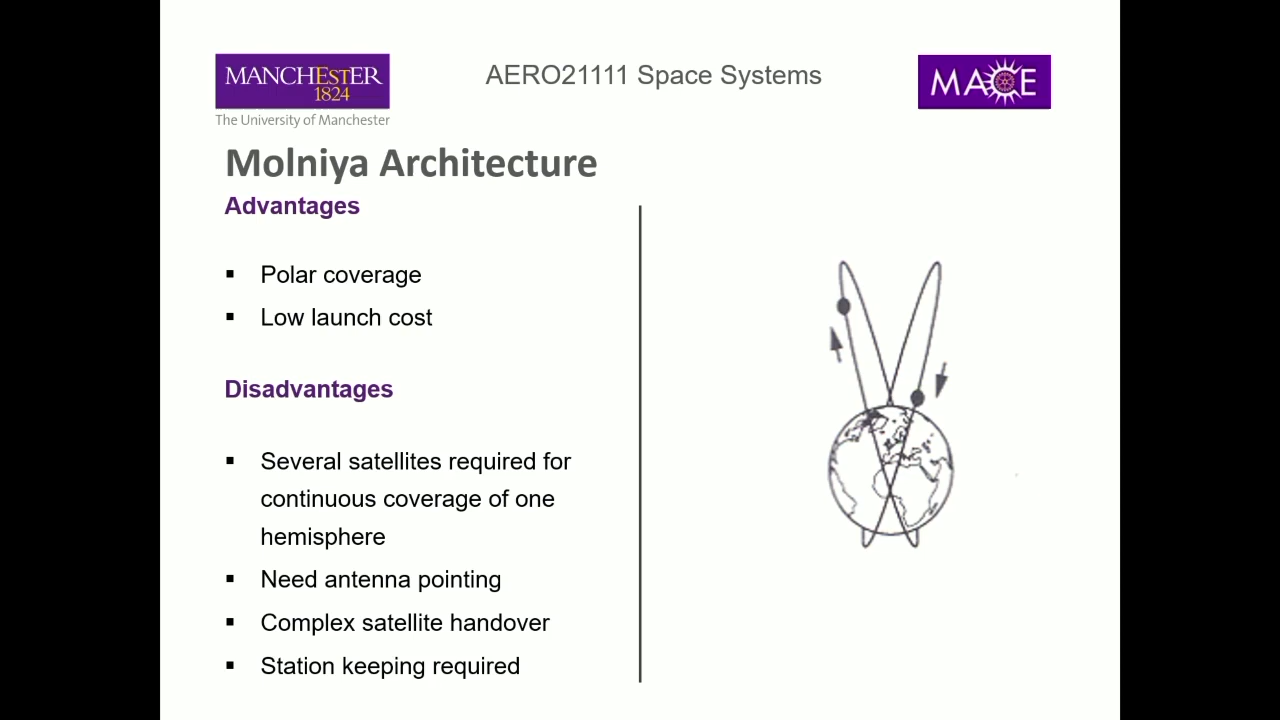 MANCHESTER
1824
The University of Manchester
AERO21111 Space Systems
MACE
Molniya Architecture
Advantages
▪ Polar coverage
▪ Low launch cost
Disadvantages
▪ Several satellites required for
continuous coverage of one
hemisphere
▪ Need antenna pointing
▪ Complex satellite handover
▪ Station keeping required